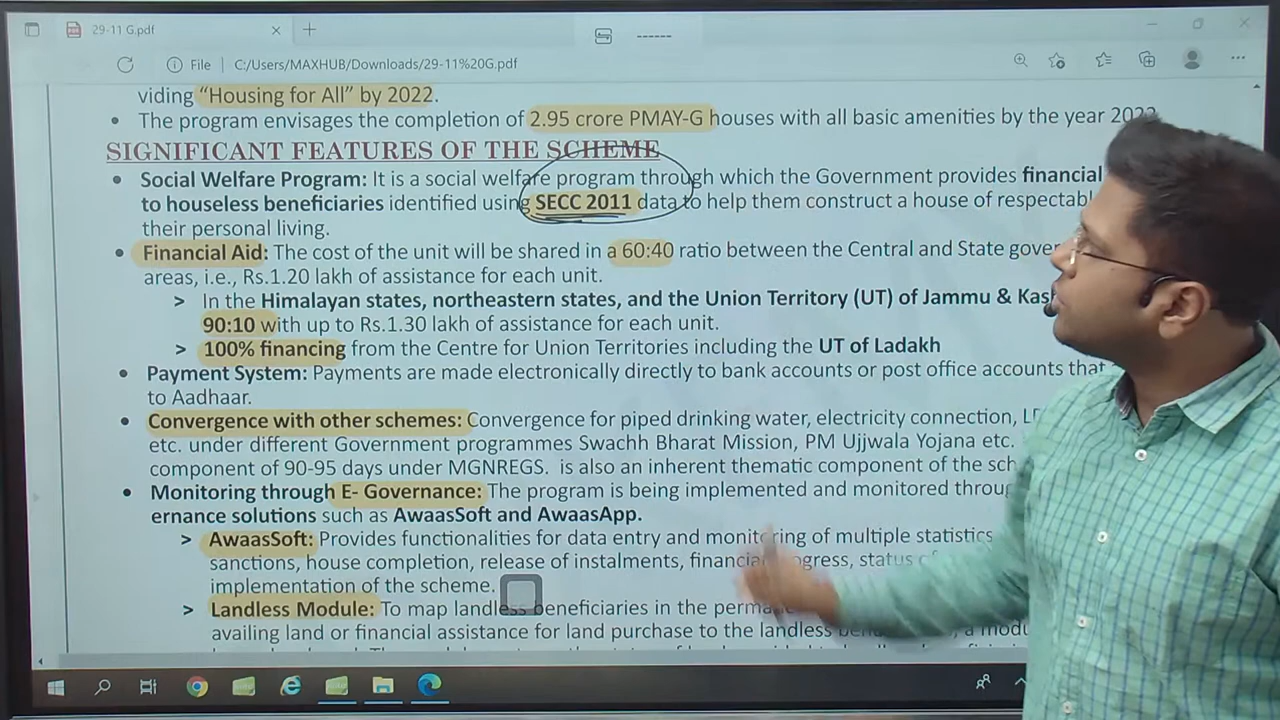 29-11 G.pdf
------
File | C:/Users/MAXHUB/Downloads/29-11%20G.pdf
viding “Housing for All” by 2022.
• The program envisages the completion of 2.95 crore PMAY-G houses with all basic amenities by the year 2022
SIGNIFICANT FEATURES OF THE SCHEME
• Social Welfare Program: It is a social welfare program through which the Government provides financial
to houseless beneficiaries identified using SECC 2011 data to help them construct a house of
their personal living.
• Financial Aid: The cost of the unit will be shared in a 60:40 ratio between the Central and State
areas, i.e., Rs.1.20 lakh of assistance for each unit.
> In the Himalayan states, northeastern states, and the Union Territory (UT) of Jammu &
90:10 with up to Rs.1.30 lakh of assistance for each unit.
> 100% financing from the Centre for Union Territories including the UT of Ladakh
• Payment System: Payments are made electronically directly to bank accounts or post office accounts that
to Aadhaar.
• Convergence with other schemes: Convergence for piped drinking water, electricity connection,
etc. under different Government programmes Swachh Bharat Mission, PM Ujjwala Yojana etc.
component of 90-95 days under MGNREGS. is also an inherent thematic component of the
• Monitoring through E- Governance: The program is being implemented and monitored
ernance solutions such as AwaasSoft and AwaasApp.
> AwaasSoft: Provides functionalities for data entry and monitoring of multiple statistics
sanctions, house completion, release of instalments, financial progress, status
implementation of the scheme.
> Landless Module: To map landless beneficiaries in the
availing land or financial assistance for land purchase to the landless